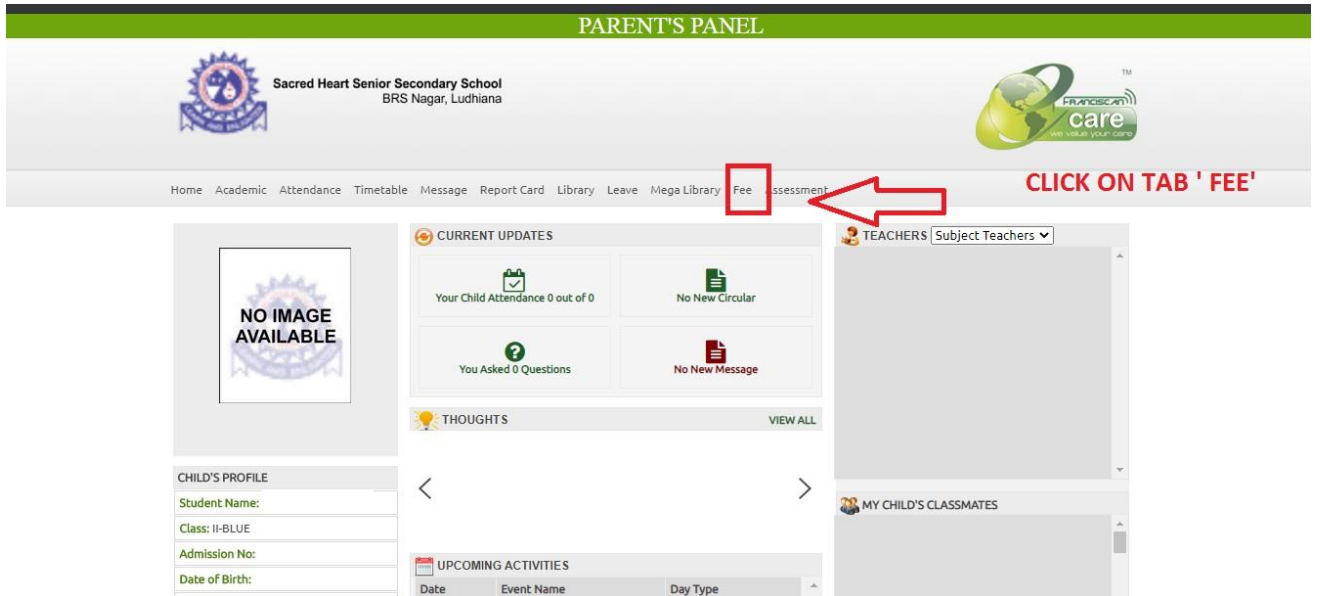 PARENT'S PANEL
Sacred Heart Senior Secondary School
BRS Nagar, Ludhiana
TM
FRANCISCAN
care
we value your care
Home Academic Attendance Timetable Message Report Card Library Leave Mega Library Fee Assessment
CLICK ON TAB ' FEE'
NO IMAGE
AVAILABLE
CHILD'S PROFILE
Student Name:
Class: II-BLUE
Admission No:
Date of Birth:
CURRENT UPDATES
Your Child Attendance 0 out of 0
No New Circular
You Asked 0 Questions
No New Message
THOUGHTS VIEW ALL
UPCOMING ACTIVITIES
Date Event Name Day Type
TEACHERS Subject Teachers
MY CHILD'S CLASSMATES